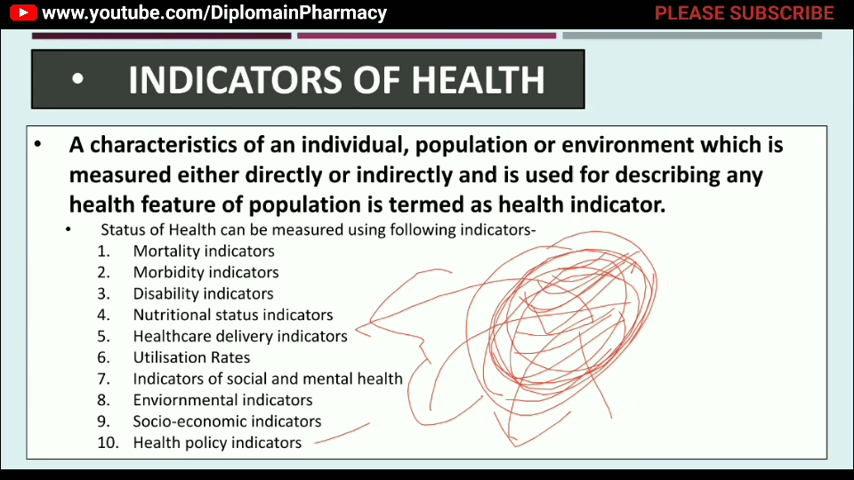 www.youtube.com/DiplomainPharmacy
PLEASE SUBSCRIBE
• INDICATORS OF HEALTH
• A characteristics of an individual, population or environment which is
measured either directly or indirectly and is used for describing any
health feature of population is termed as health indicator.
• Status of Health can be measured using following indicators-
1. Mortality indicators
2. Morbidity indicators
3. Disability indicators
4. Nutritional status indicators
5. Healthcare delivery indicators
6. Utilisation Rates
7. Indicators of social and mental health
8. Enviornmental indicators
9. Socio-economic indicators
10. Health policy indicators